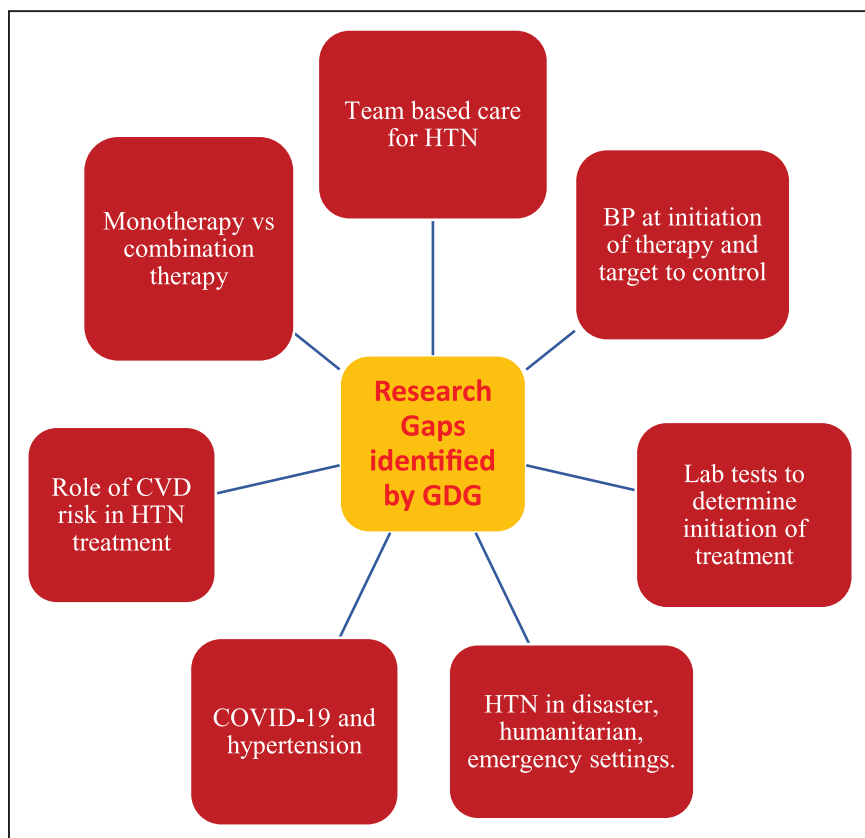 Team based care
for HTN
BP at initiation
of therapy and
target to control
Lab tests to
determine
initiation of
treatment
HTN in disaster,
humanitarian,
emergency settings.
COVID-19 and
hypertension
Role of CVD
risk in HTN
treatment
Monotherapy vs
combination
therapy
Research
Gaps
identified
by GDG